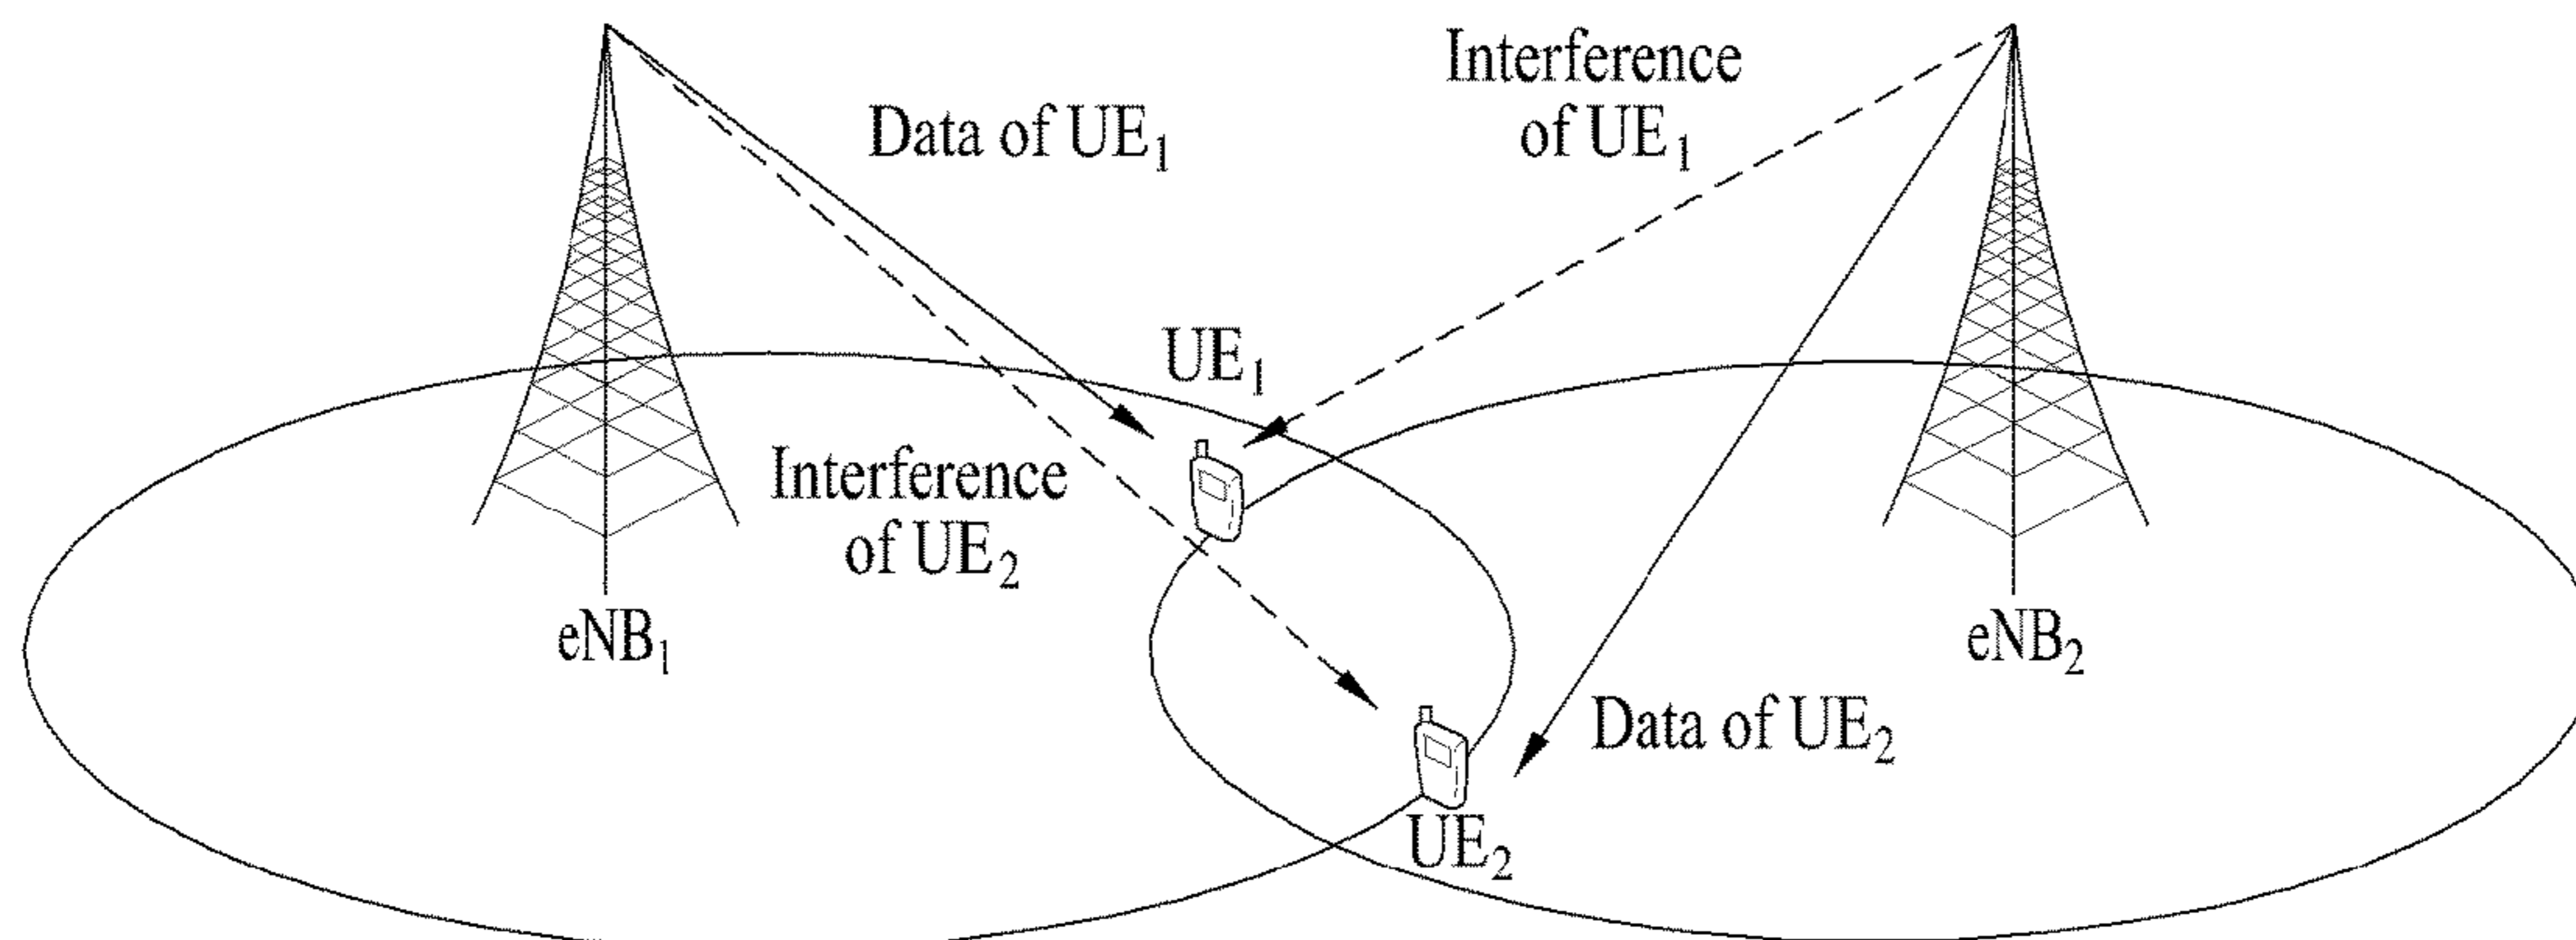 Interference
of UE₁
Data of UE₁
UE₁
Interference
of UE₂
eNB₁
eNB₂
Data of UE₂
UE₂